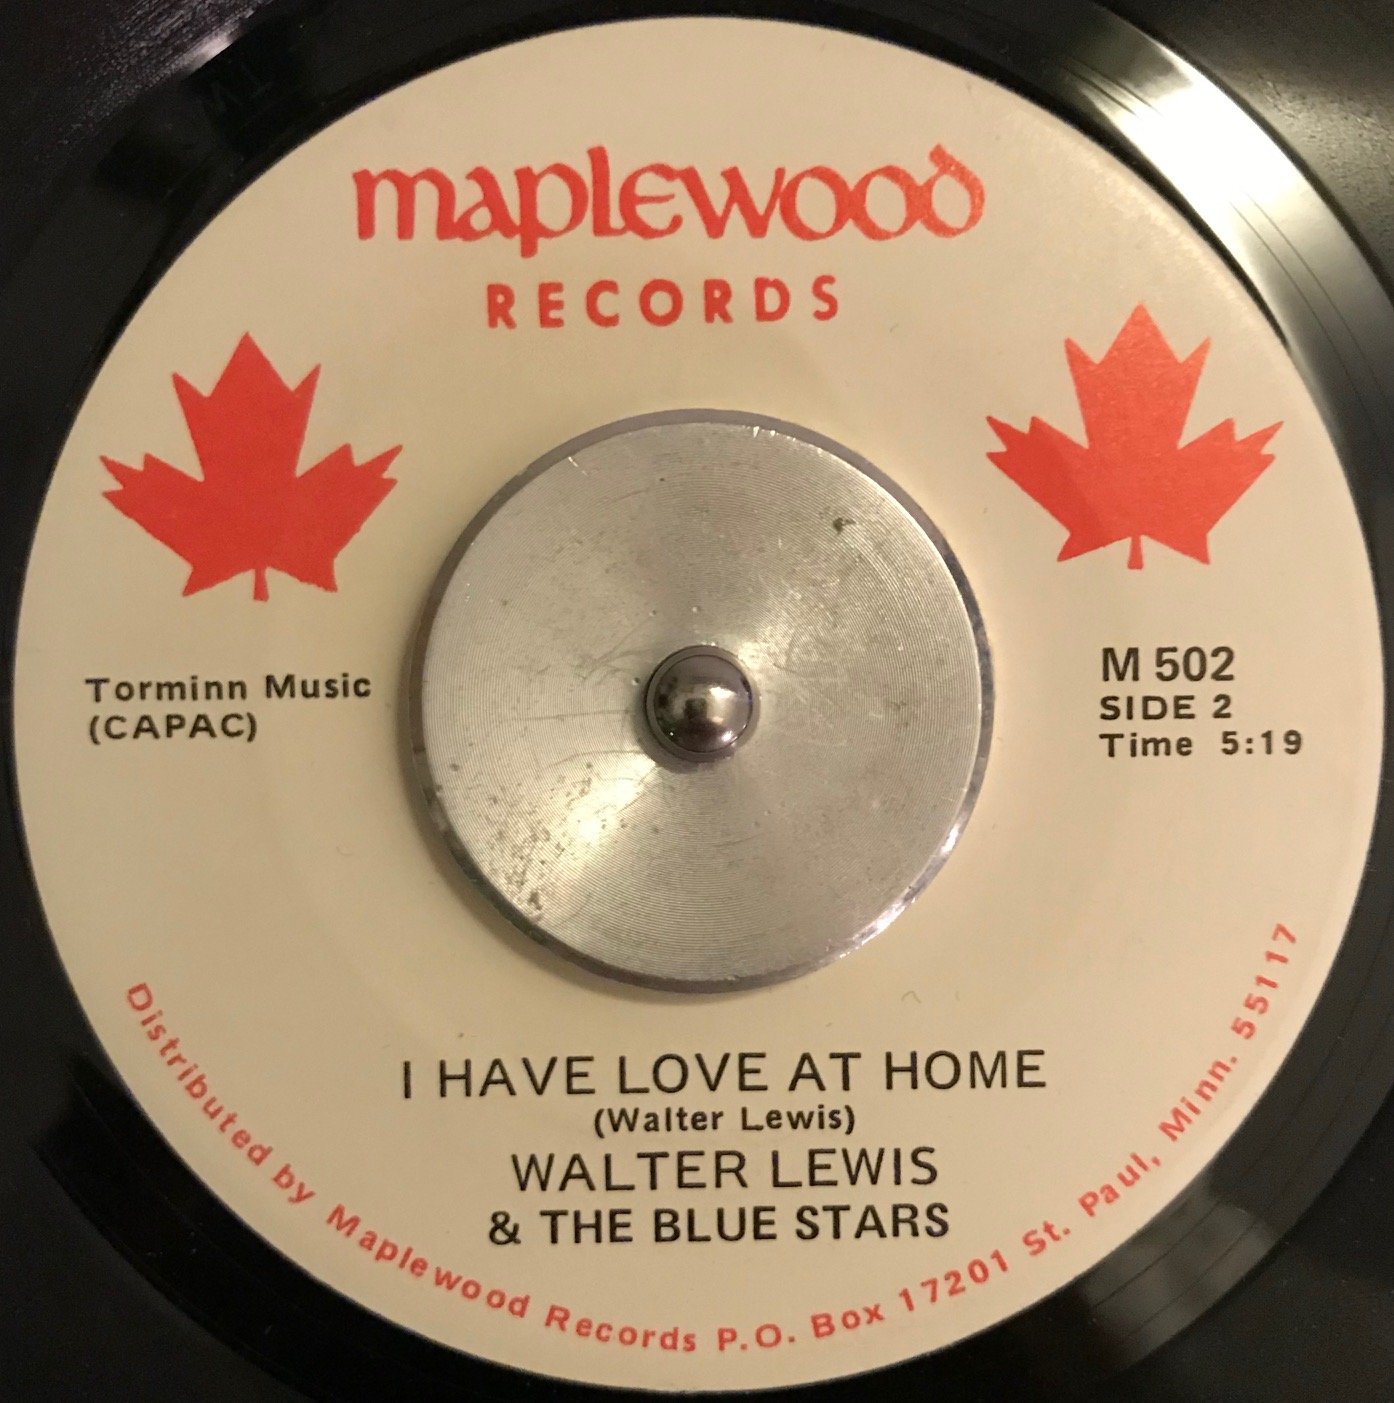 maplewood
RECORDS
Torminn Music
(CAPAC)
M 502
SIDE 2
Time 5:19
I HAVE LOVE AT HOME
(Walter Lewis)
WALTER LEWIS
& THE BLUE STARS
Distributed by Maplewood Records P.O. Box 17201 St. Paul, Minn. 55117